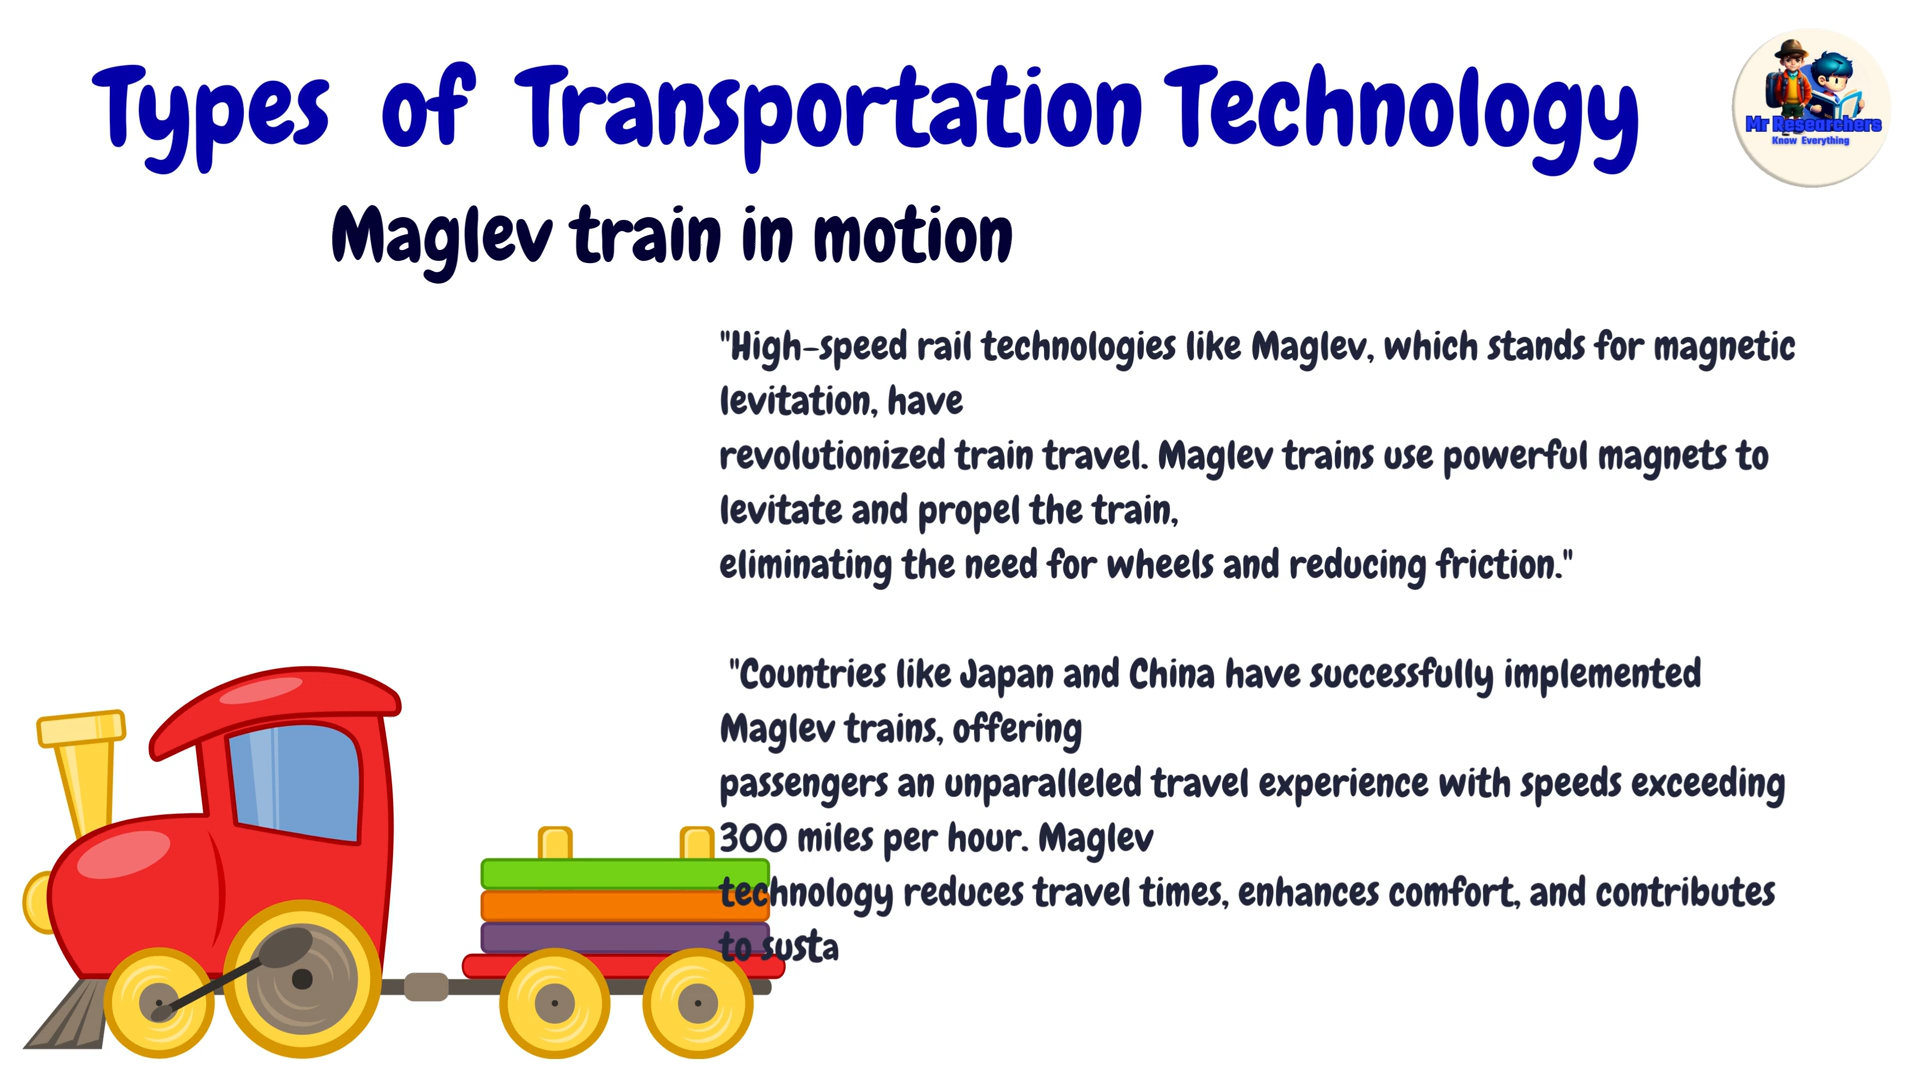 Types of Transportation Technology
Mr Researchers
Know Everything
Maglev train in motion
"High-speed rail technologies like Maglev, which stands for magnetic
levitation, have
revolutionized train travel. Maglev trains use powerful magnets to
levitate and propel the train,
eliminating the need for wheels and reducing friction."
"Countries like Japan and China have successfully implemented
Maglev trains, offering
passengers an unparalleled travel experience with speeds exceeding
300 miles per hour. Maglev
technology reduces travel times, enhances comfort, and contributes
to susta